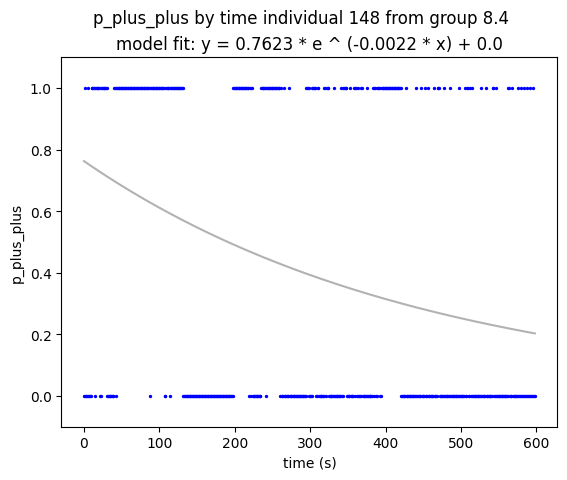 p_plus_plus by time individual 148 from group 8.4
model fit: y = 0.7623 * e ^ (-0.0022 * x) + 0.0
1.0
0.8
0.6
0.4
0.2
0.0
p_plus_plus
0 100 200 300 400 500 600
time (s)